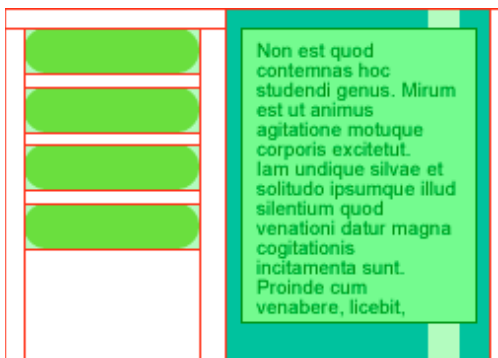 Non est quod
contemnas hoc
studendi genus. Mirum
est ut animus
agitatione motuque
corporis excitetut.
Iam undique silvae et
solitudo ipsumque illud
silentium quod
venationi datur magna
cogitationis
incitamenta sunt.
Proinde cum
venabere, licebit,